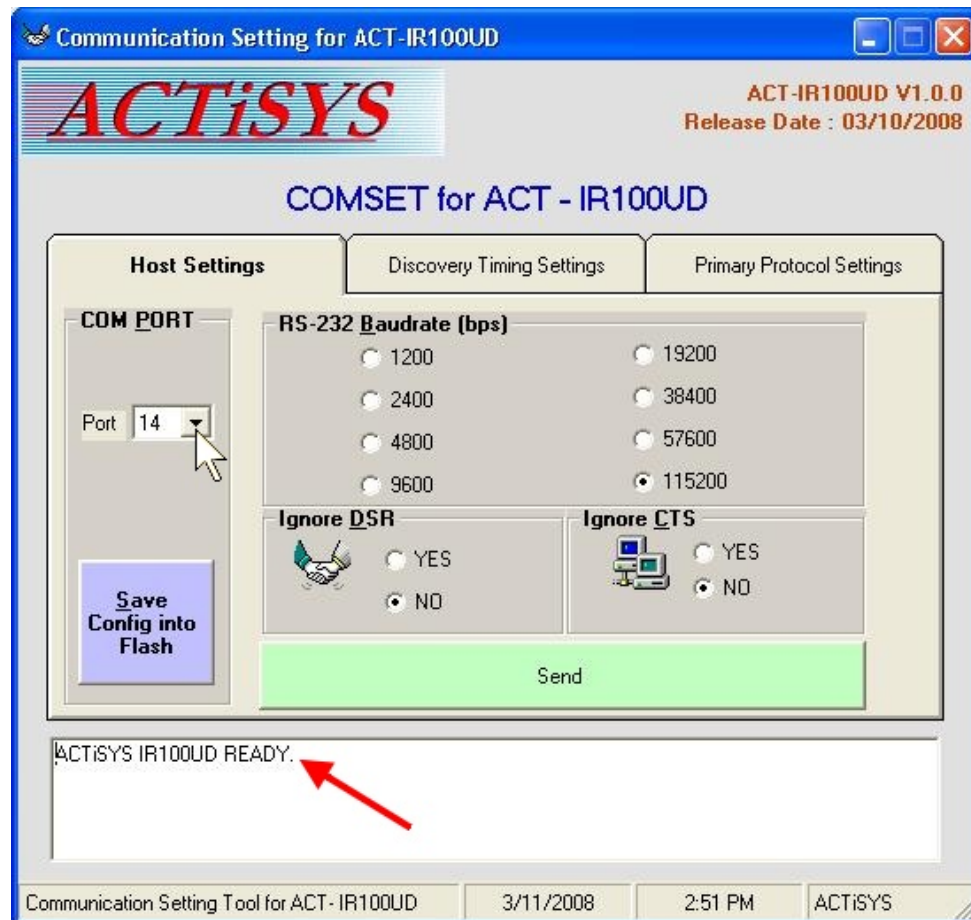 Communication Setting for ACT-IR100UD
ACTiSYS
ACT-IR100UD V1.0.0
Release Date : 03/10/2008
COMSET for ACT - IR100UD
Host Settings
Discovery Timing Settings
Primary Protocol Settings
COM PORT
Port 14
Save
Config into
Flash
RS-232 Baudrate (bps)
1200
2400
4800
9600
19200
38400
57600
115200
Ignore DSR
YES
NO
Ignore CTS
YES
NO
Send
ACTiSYS IR100UD READY.
Communication Setting Tool for ACT- IR100UD
3/11/2008
2:51 PM
ACTiSYS